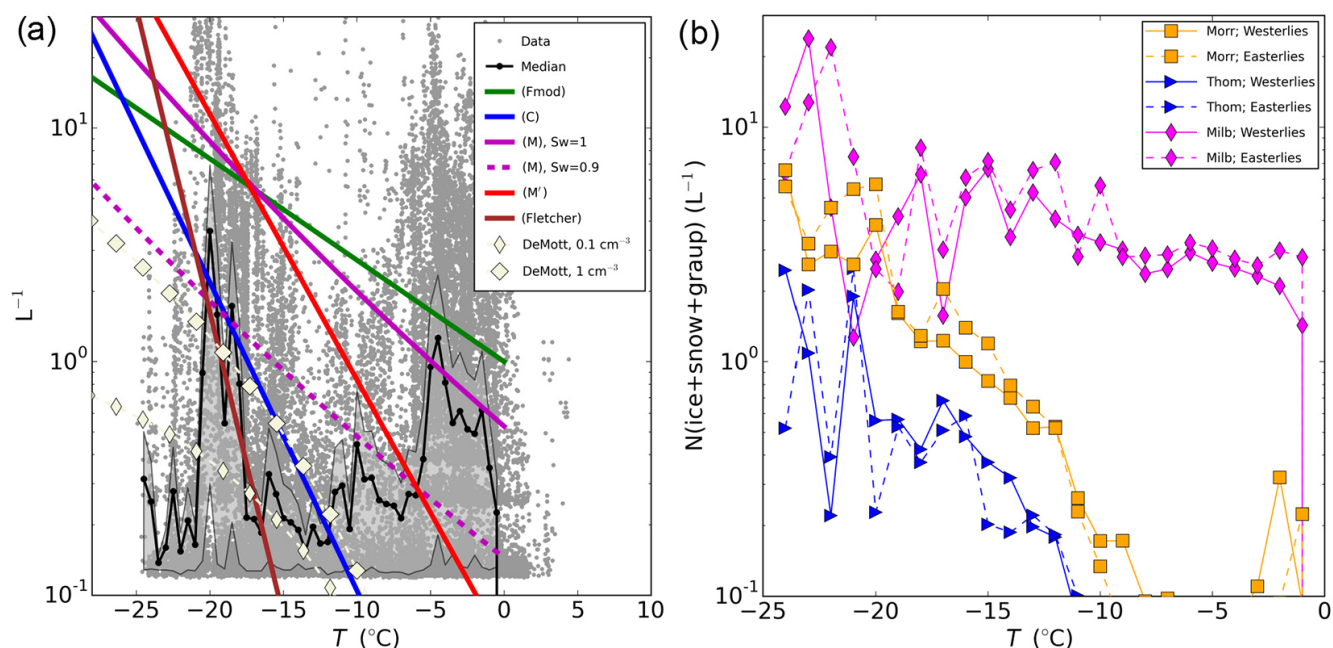 (a)
Data
Median
(Fmod)
(C)
(M), Sw=1
(M), Sw=0.9
(M′)
(Fletcher)
DeMott, 0.1 cm⁻³
DeMott, 1 cm⁻³
10¹
10⁰
10⁻¹
L⁻¹
−25 −20 −15 −10 −5 0 5 10
T (°C)
(b)
Morr; Westerlies
Morr; Easterlies
Thom; Westerlies
Thom; Easterlies
Milb; Westerlies
Milb; Easterlies
10¹
10⁰
10⁻¹
N(ice+snow+graup) (L⁻¹)
−25 −20 −15 −10 −5 0
T (°C)